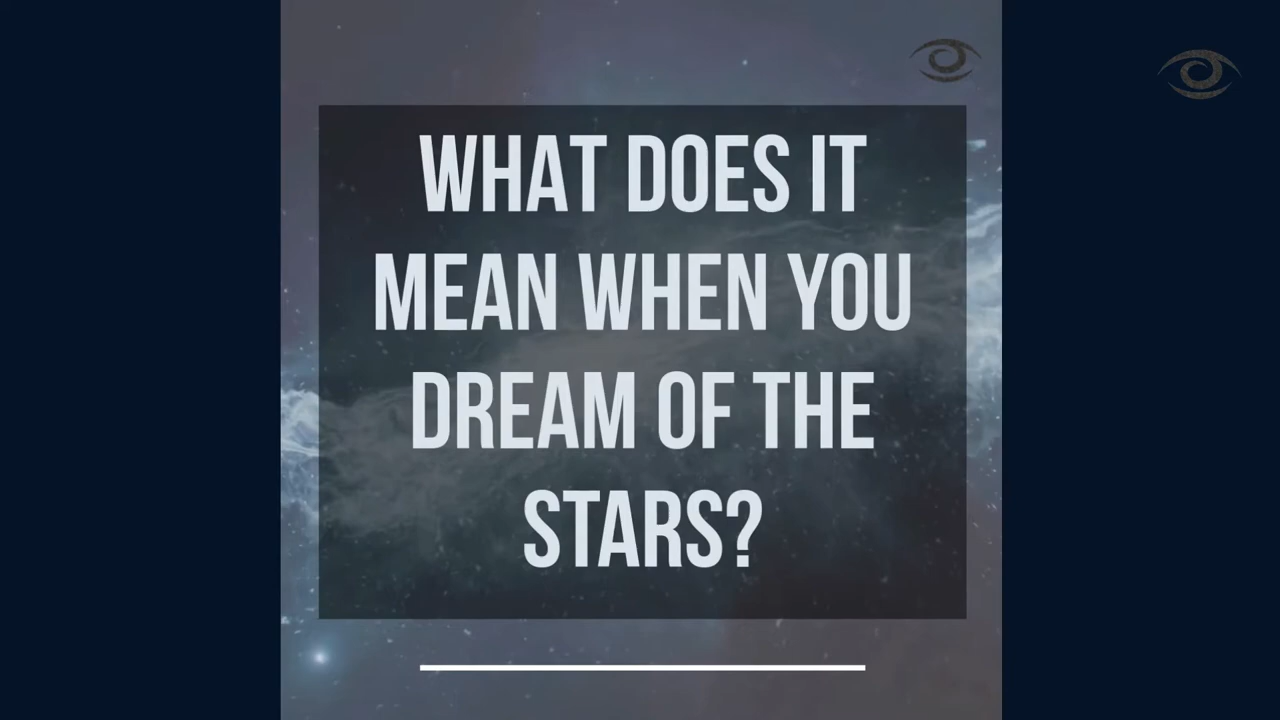 WHAT DOES IT
MEAN WHEN YOU
DREAM OF THE
STARS?